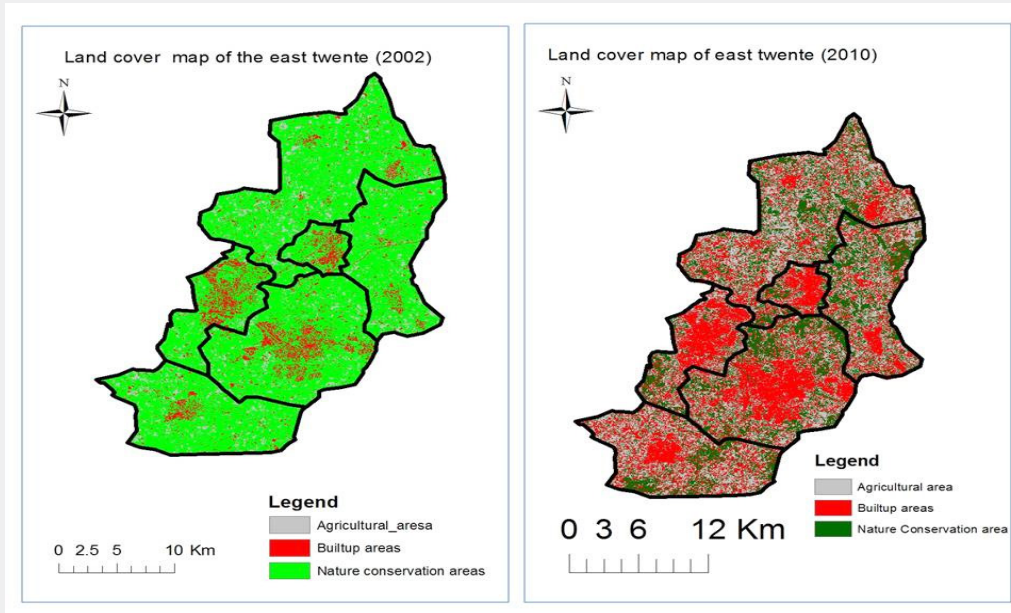 Land cover map of the east twente (2002)
N
Legend
Agricultural_aresa
Builtup areas
Nature conservation areas
0 2.5 5 10 Km
Land cover map of east twente (2010)
N
Legend
Agricultural area
Builtup areas
Nature Conservation area
0 3 6 12 Km